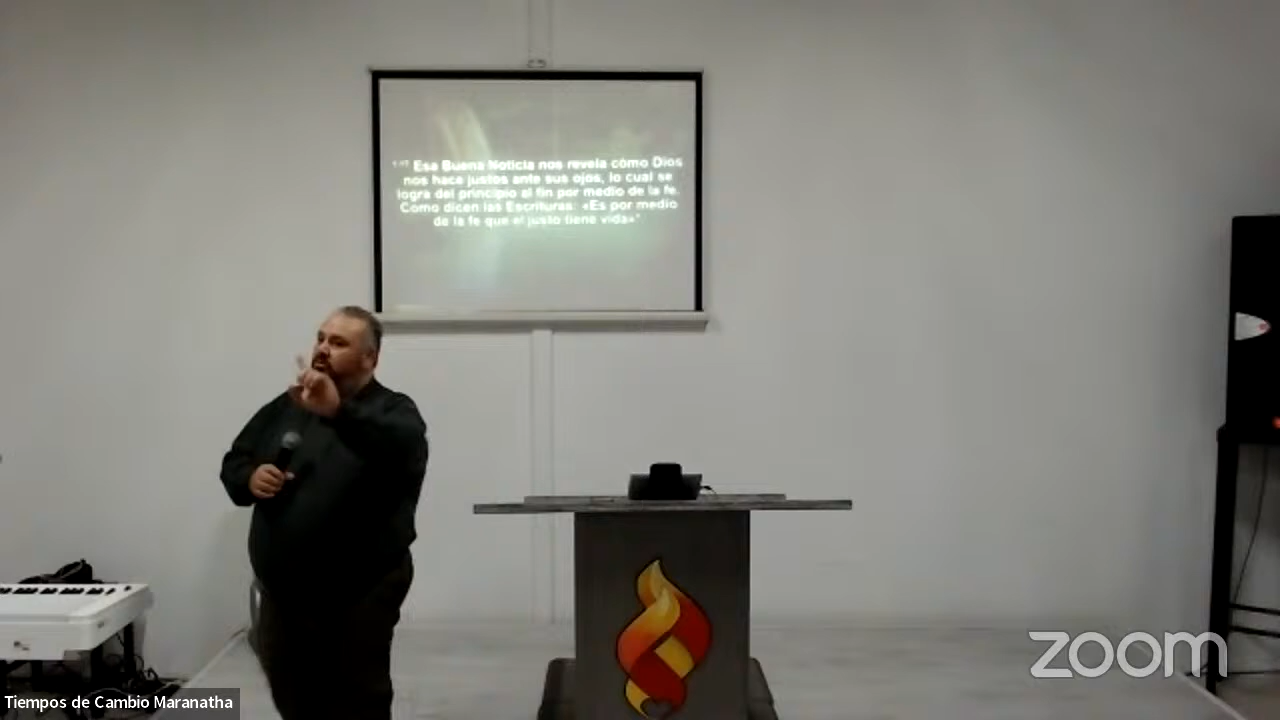 Esa Buena Noticia nos revela cómo Dios
nos hace justos ante sus ojos, lo cual se
logra del principio al fin por medio de la fe.
Como dicen las Escrituras: «Es por medio
de la fe que el justo tiene vida»
zoom
Tiempos de Cambio Maranatha